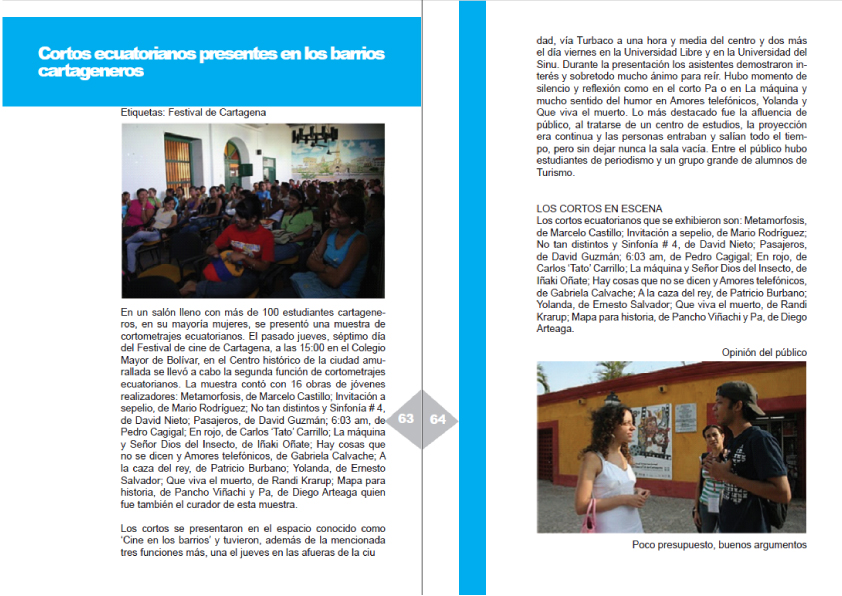 Cortos ecuatorianos presentes en los barrios
cartageneros
Etiquetas: Festival de Cartagena
En un salón lleno con más de 100 estudiantes cartagene-
ros, en su mayoría mujeres, se presentó una muestra de
cortometrajes ecuatorianos. El pasado jueves, séptimo día
del Festival de cine de Cartagena, a las 15:00 en el Colegio
Mayor de Bolívar, en el Centro histórico de la ciudad amu-
rallada se llevó a cabo la segunda función de cortometrajes
ecuatorianos. La muestra contó con 16 obras de jóvenes
realizadores: Metamorfosis, de Marcelo Castillo; Invitación a
sepelio, de Mario Rodríguez; No tan distintos y Sinfonía # 4,
de David Nieto; Pasajeros, de David Guzmán; 6:03 am, de
Pedro Cagigal; En rojo, de Carlos ‘Tato’ Carrillo; La máquina
y Señor Dios del Insecto, de Iñaki Oñate; Hay cosas que
no se dicen y Amores telefónicos, de Gabriela Calvache; A
la caza del rey, de Patricio Burbano; Yolanda, de Ernesto
Salvador; Que viva el muerto, de Randi Krarup; Mapa para
historia, de Pancho Viñachi y Pa, de Diego Arteaga quien
fue también el curador de esta muestra.
Los cortos se presentaron en el espacio conocido como
‘Cine en los barrios’ y tuvieron, además de la mencionada
tres funciones más, una el jueves en las afueras de la ciu
63
64
dad, vía Turbaco a una hora y media del centro y dos más
el día viernes en la Universidad Libre y en la Universidad del
Sinu. Durante la presentación los asistentes demostraron in-
terés y sobretodo mucho ánimo para reír. Hubo momento de
silencio y reflexión como en el corto Pa o en La máquina y
mucho sentido del humor en Amores telefónicos, Yolanda y
Que viva el muerto. Lo más destacado fue la afluencia de
público, al tratarse de un centro de estudios, la proyección
era continua y las personas entraban y salían todo el tiem-
po, pero sin dejar nunca la sala vacía. Entre el público hubo
estudiantes de periodismo y un grupo grande de alumnos de
Turismo.
LOS CORTOS EN ESCENA
Los cortos ecuatorianos que se exhibieron son: Metamorfosis,
de Marcelo Castillo; Invitación a sepelio, de Mario Rodríguez;
No tan distintos y Sinfonía # 4, de David Nieto; Pasajeros,
de David Guzmán; 6:03 am, de Pedro Cagigal; En rojo, de
Carlos ‘Tato’ Carrillo; La máquina y Señor Dios del Insecto, de
Iñaki Oñate; Hay cosas que no se dicen y Amores telefónicos,
de Gabriela Calvache; A la caza del rey, de Patricio Burbano;
Yolanda, de Ernesto Salvador; Que viva el muerto, de Randi
Krarup; Mapa para historia, de Pancho Viñachi y Pa, de Diego
Arteaga.
Opinión del público
Poco presupuesto, buenos argumentos